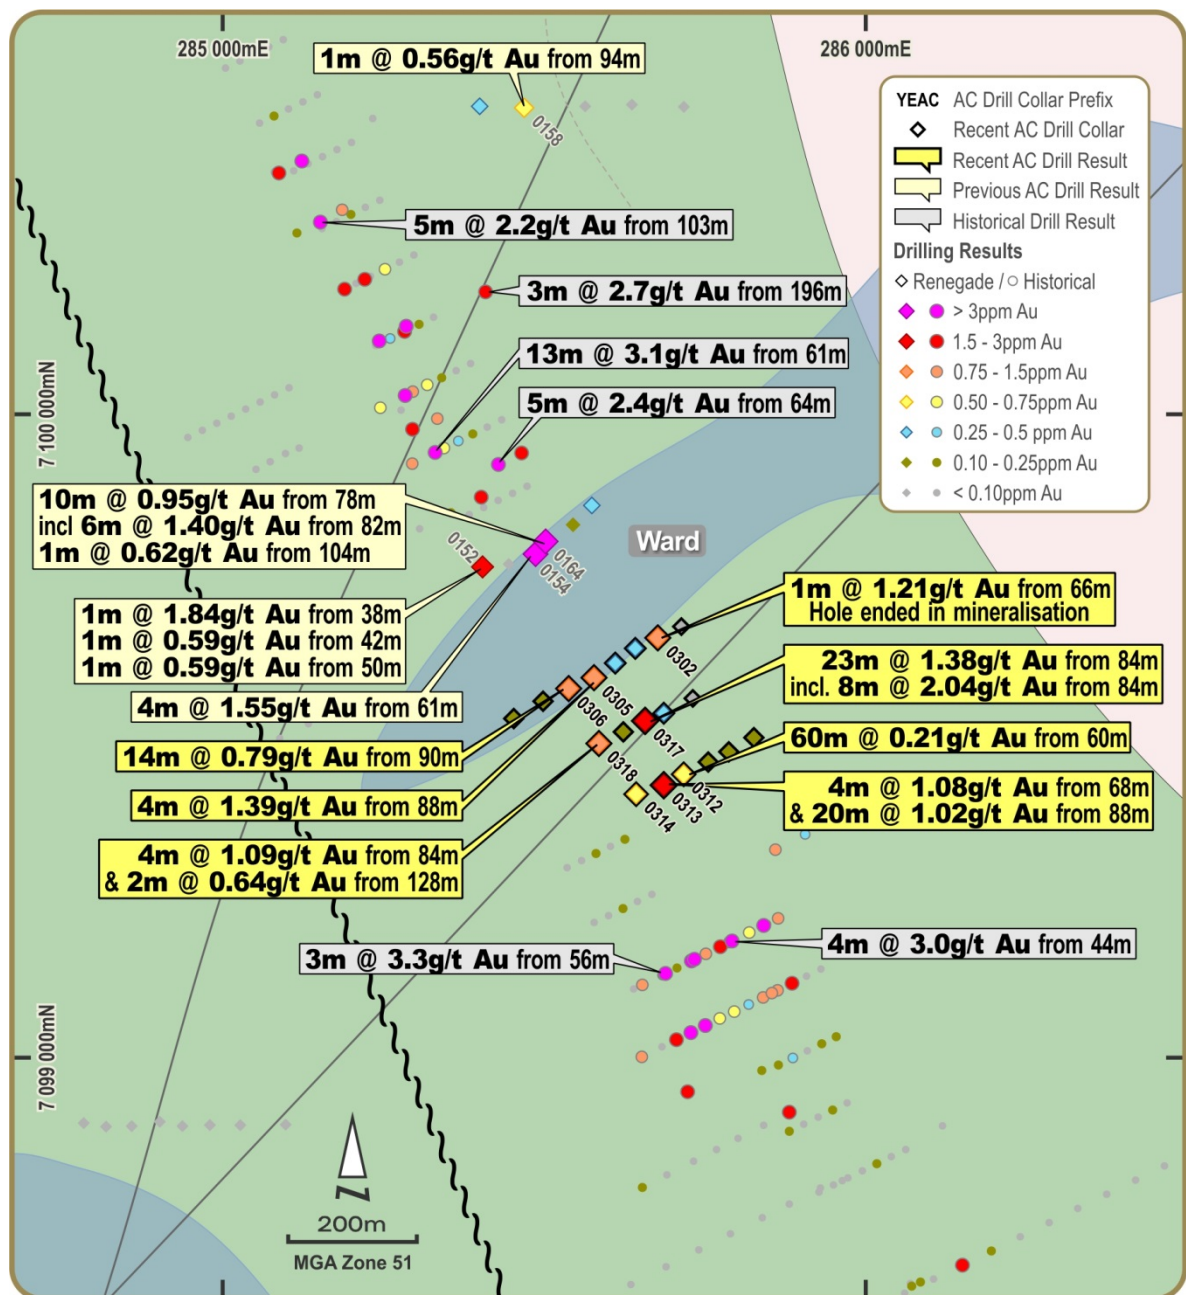 285 000mE
286 000mE
1m @ 0.56g/t Au from 94m
0158
YEAC AC Drill Collar Prefix
Recent AC Drill Collar
Recent AC Drill Result
Previous AC Drill Result
Historical Drill Result
Drilling Results
Renegade / Historical
> 3ppm Au
1.5 - 3ppm Au
0.75 - 1.5ppm Au
0.50 - 0.75ppm Au
0.25 - 0.5 ppm Au
0.10 - 0.25ppm Au
< 0.10ppm Au
5m @ 2.2g/t Au from 103m
3m @ 2.7g/t Au from 196m
13m @ 3.1g/t Au from 61m
5m @ 2.4g/t Au from 64m
7 100 000mN
10m @ 0.95g/t Au from 78m
incl 6m @ 1.40g/t Au from 82m
1m @ 0.62g/t Au from 104m
0152
0164
0154
Ward
1m @ 1.84g/t Au from 38m
1m @ 0.59g/t Au from 42m
1m @ 0.59g/t Au from 50m
4m @ 1.55g/t Au from 61m
1m @ 1.21g/t Au from 66m
Hole ended in mineralisation
0302
23m @ 1.38g/t Au from 84m
incl. 8m @ 2.04g/t Au from 84m
0305
0306
0317
14m @ 0.79g/t Au from 90m
60m @ 0.21g/t Au from 60m
0318
0312
0313
0314
4m @ 1.39g/t Au from 88m
4m @ 1.08g/t Au from 68m
& 20m @ 1.02g/t Au from 88m
4m @ 1.09g/t Au from 84m
& 2m @ 0.64g/t Au from 128m
3m @ 3.3g/t Au from 56m
4m @ 3.0g/t Au from 44m
7 099 000mN
200m
MGA Zone 51